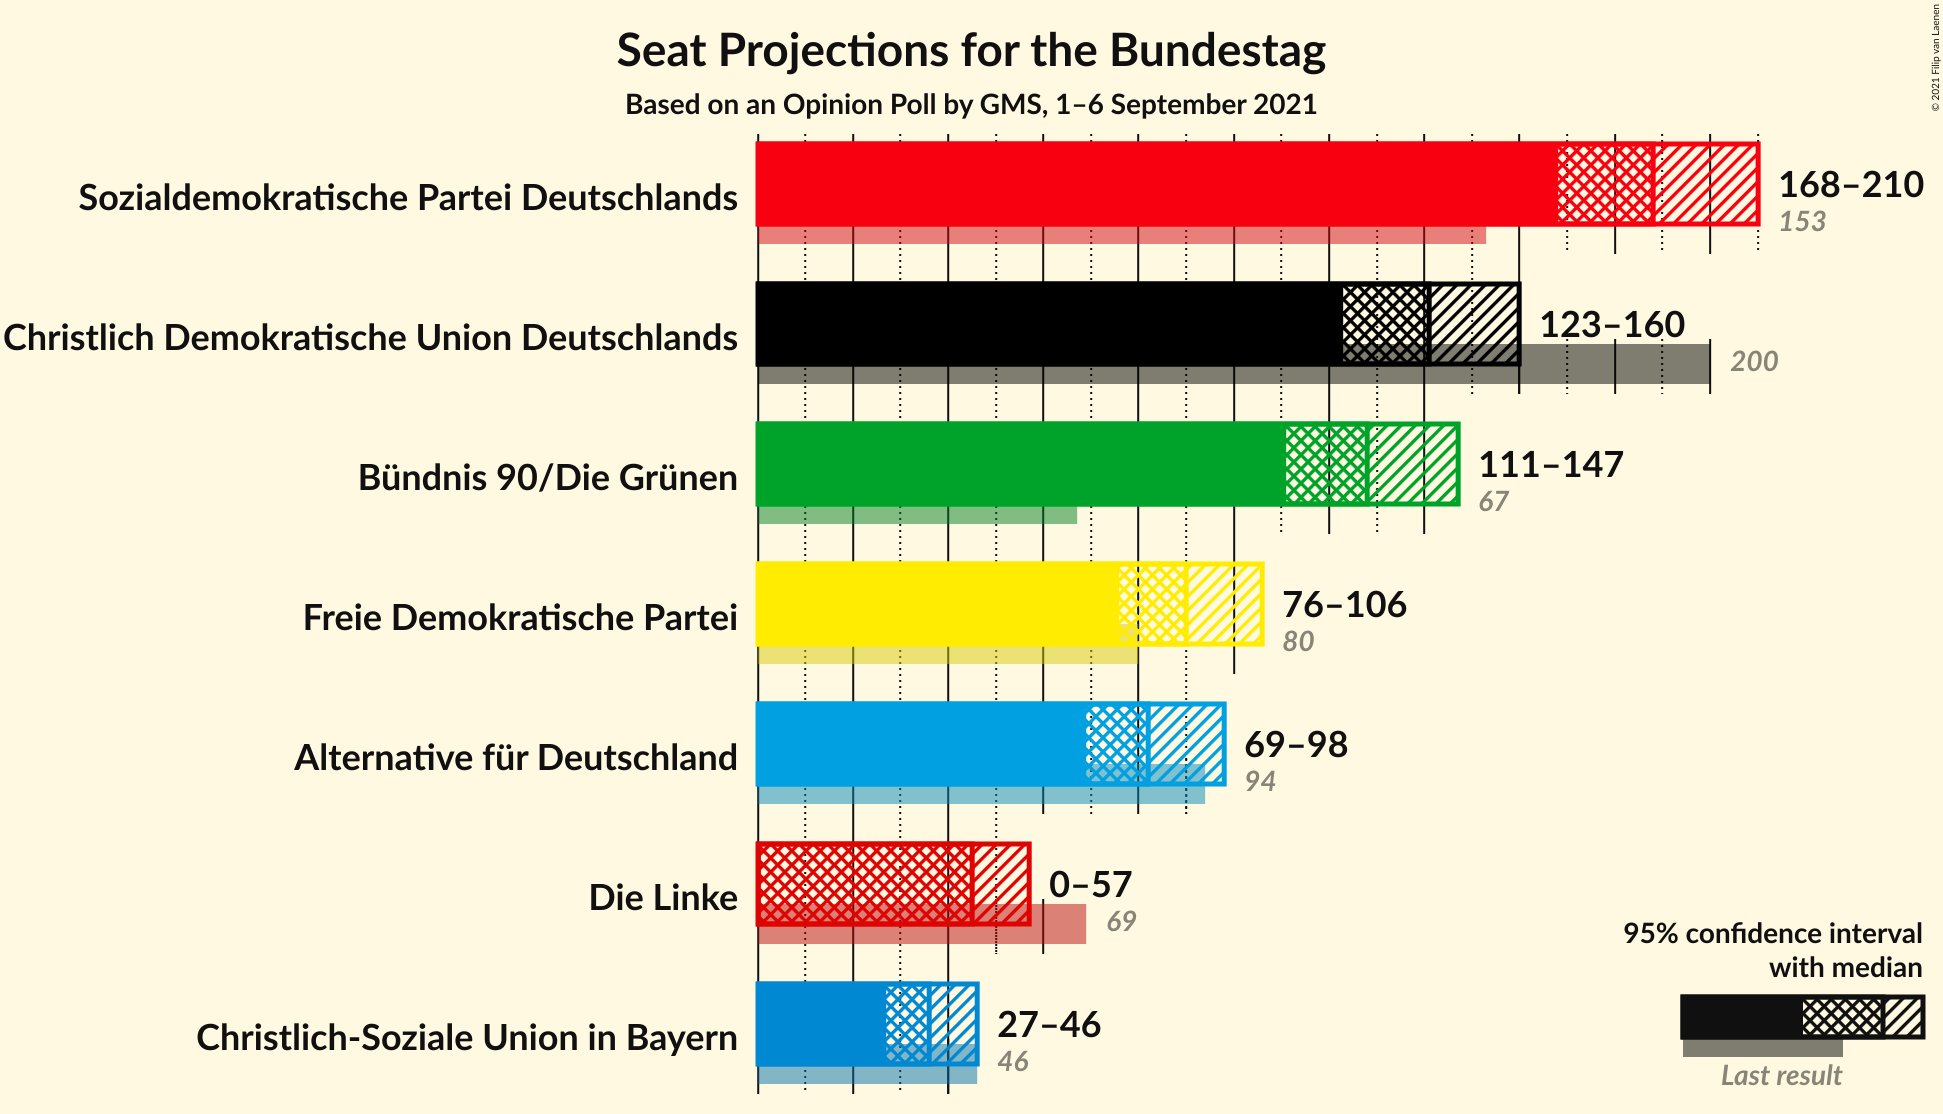 Seat Projections for the Bundestag
Based on an Opinion Poll by GMS, 1–6 September 2021
© 2021 Filip van Laenen
Sozialdemokratische Partei Deutschlands
168–210
153
Christlich Demokratische Union Deutschlands
123–160
200
Bündnis 90/Die Grünen
111–147
67
Freie Demokratische Partei
76–106
80
Alternative für Deutschland
69–98
94
Die Linke
0–57
69
Christlich-Soziale Union in Bayern
27–46
46
95% confidence interval
with median
Last result